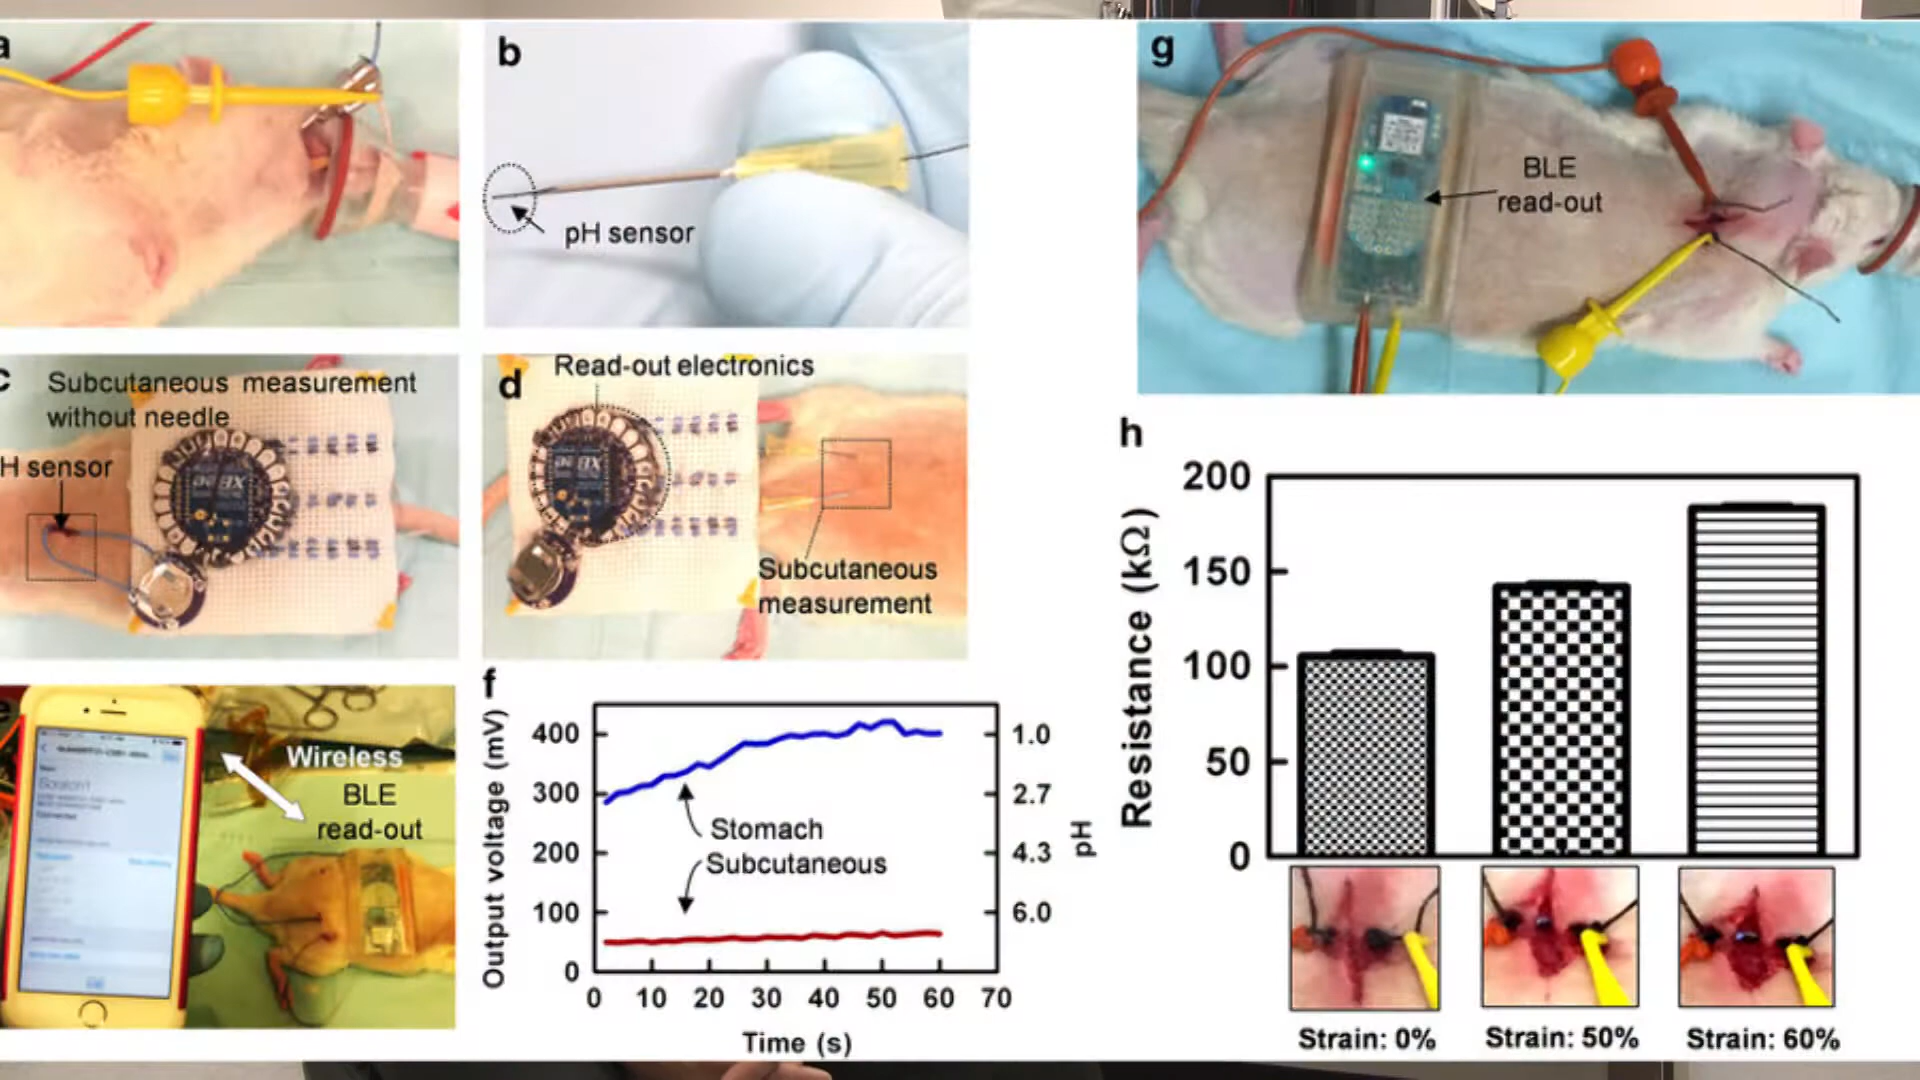 a
b
pH sensor
c
Subcutaneous measurement
without needle
H sensor
d
Read-out electronics
Subcutaneous
measurement
e
Wireless
BLE
read-out
f
Output voltage (mV)
400
300
200
100
0
0 10 20 30 40 50 60 70
Time (s)
1.0
2.7
4.3
6.0
pH
Stomach
Subcutaneous
g
BLE
read-out
h
Resistance (kΩ)
200
150
100
50
0
Strain: 0%
Strain: 50%
Strain: 60%